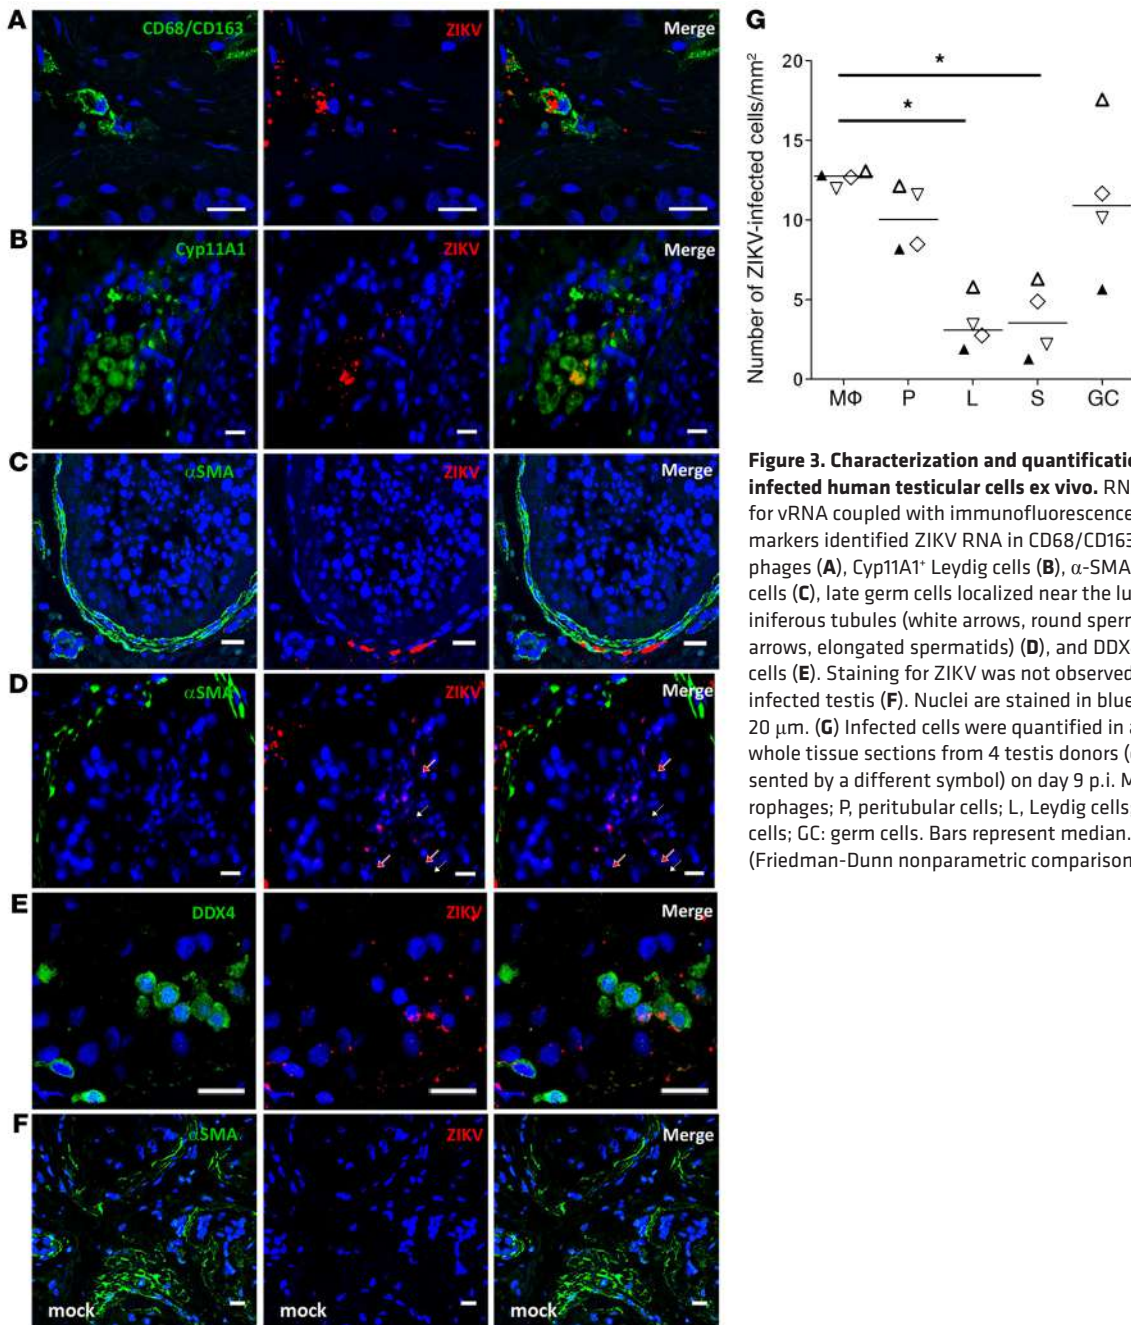 A
CD68/CD163
ZIKV
Merge
B
Cyp11A1
ZIKV
Merge
C
αSMA
ZIKV
Merge
D
αSMA
ZIKV
Merge
E
DDX4
ZIKV
Merge
F
αSMA
ZIKV
Merge
mock
mock
mock
G
Number of ZIKV-infected cells/mm²
20
15
10
5
0
*
*
MΦ P L S GC
Figure 3. Characterization and quantificatio
infected human testicular cells ex vivo. RN
for vRNA coupled with immunofluorescence
markers identified ZIKV RNA in CD68/CD163
phages (A), Cyp11A1⁺ Leydig cells (B), α-SMA
cells (C), late germ cells localized near the lu
iniferous tubules (white arrows, round sperm
arrows, elongated spermatids) (D), and DDX
cells (E). Staining for ZIKV was not observed
infected testis (F). Nuclei are stained in blue
20 μm. (G) Infected cells were quantified in a
whole tissue sections from 4 testis donors (
sented by a different symbol) on day 9 p.i. M
rophages; P, peritubular cells; L, Leydig cells
cells; GC: germ cells. Bars represent median.
(Friedman-Dunn nonparametric comparison